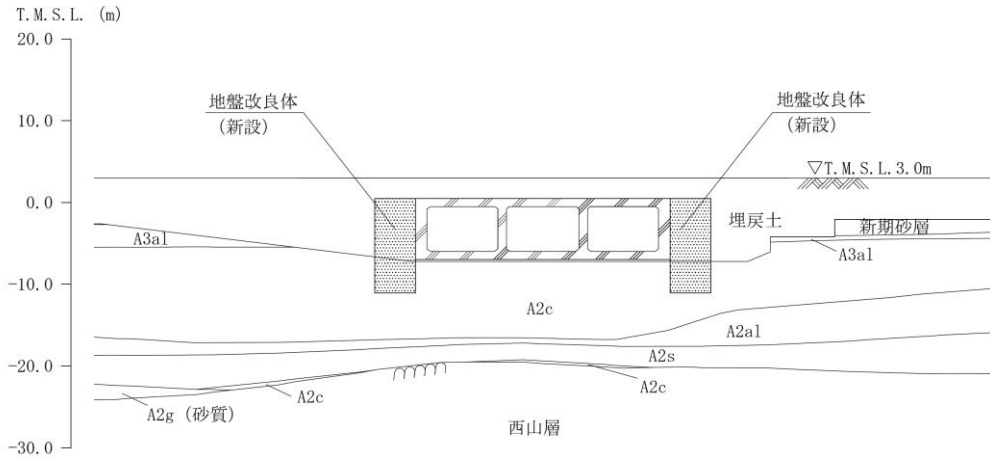 T.M.S.L. (m)
20.0
10.0
0.0
-10.0
-20.0
-30.0
地盤改良体
(新設)
地盤改良体
(新設)
▽T.M.S.L.3.0m
埋戻土
新期砂層
A3al
A3al
A2c
A2al
A2s
A2c
A2c
A2g (砂質)
西山層